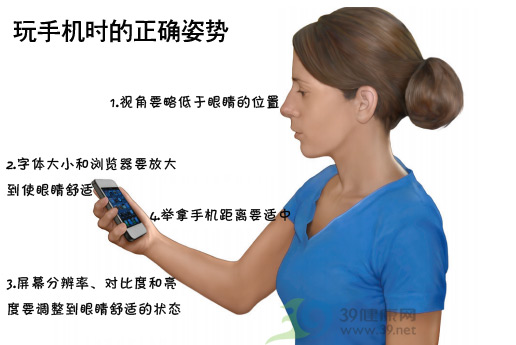 玩手机时的正确姿势
1.视角要略低于眼睛的位置
2.字体大小和浏览器要放大
到使眼睛舒适
4.举拿手机距离要适中
3.屏幕分辨率、对比度和亮
度要调整到眼睛舒适的状态
39健康网
www.39.net